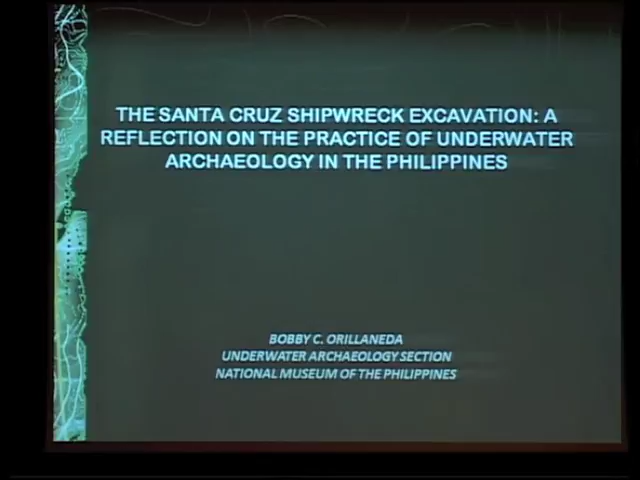 THE SANTA CRUZ SHIPWRECK EXCAVATION: A
REFLECTION ON THE PRACTICE OF UNDERWATER
ARCHAEOLOGY IN THE PHILIPPINES
BOBBY C. ORILLANEDA
UNDERWATER ARCHAEOLOGY SECTION
NATIONAL MUSEUM OF THE PHILIPPINES